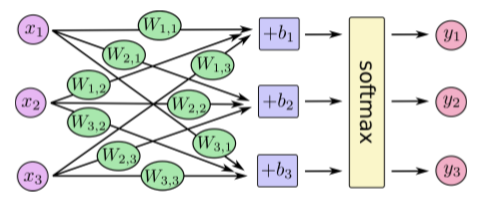 x₁ W₁,₁ +b₁ y₁
W₂,₁ W₁,₃
W₁,₂
x₂ W₂,₂ +b₂ softmax y₂
W₃,₂
W₃,₁
W₂,₃
x₃ W₃,₃ +b₃ y₃